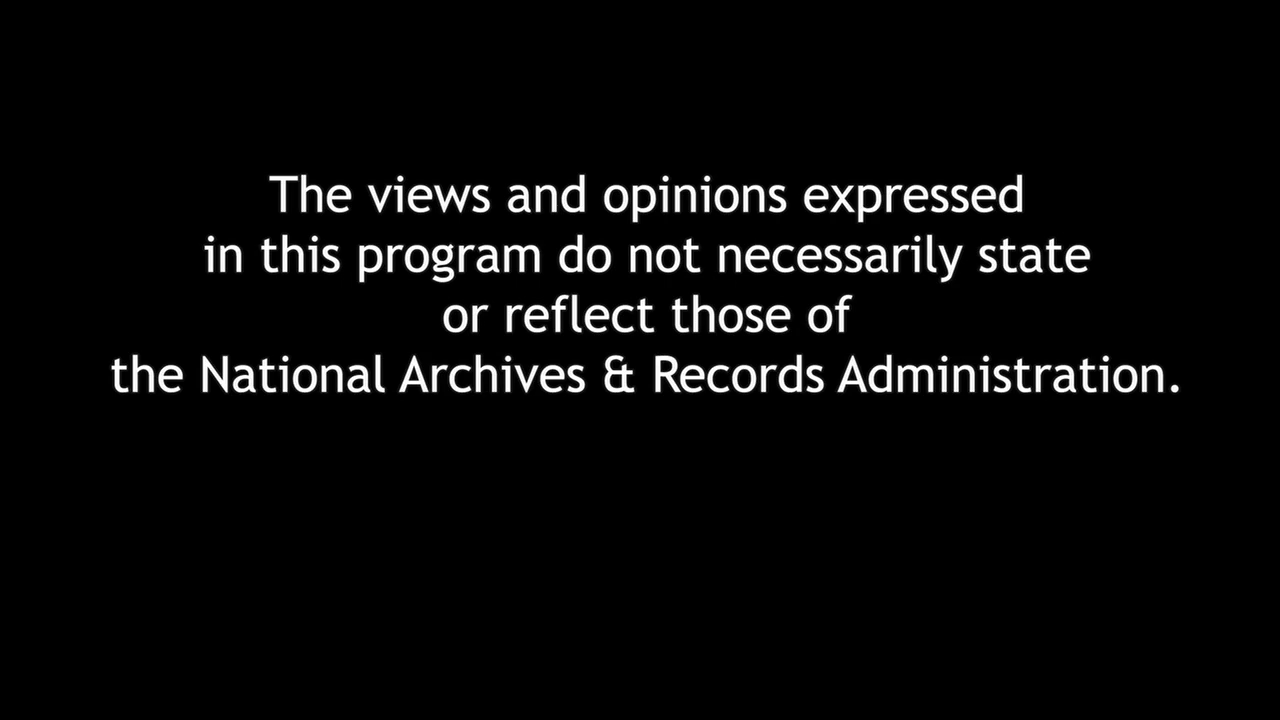 The views and opinions expressed
in this program do not necessarily state
or reflect those of
the National Archives & Records Administration.